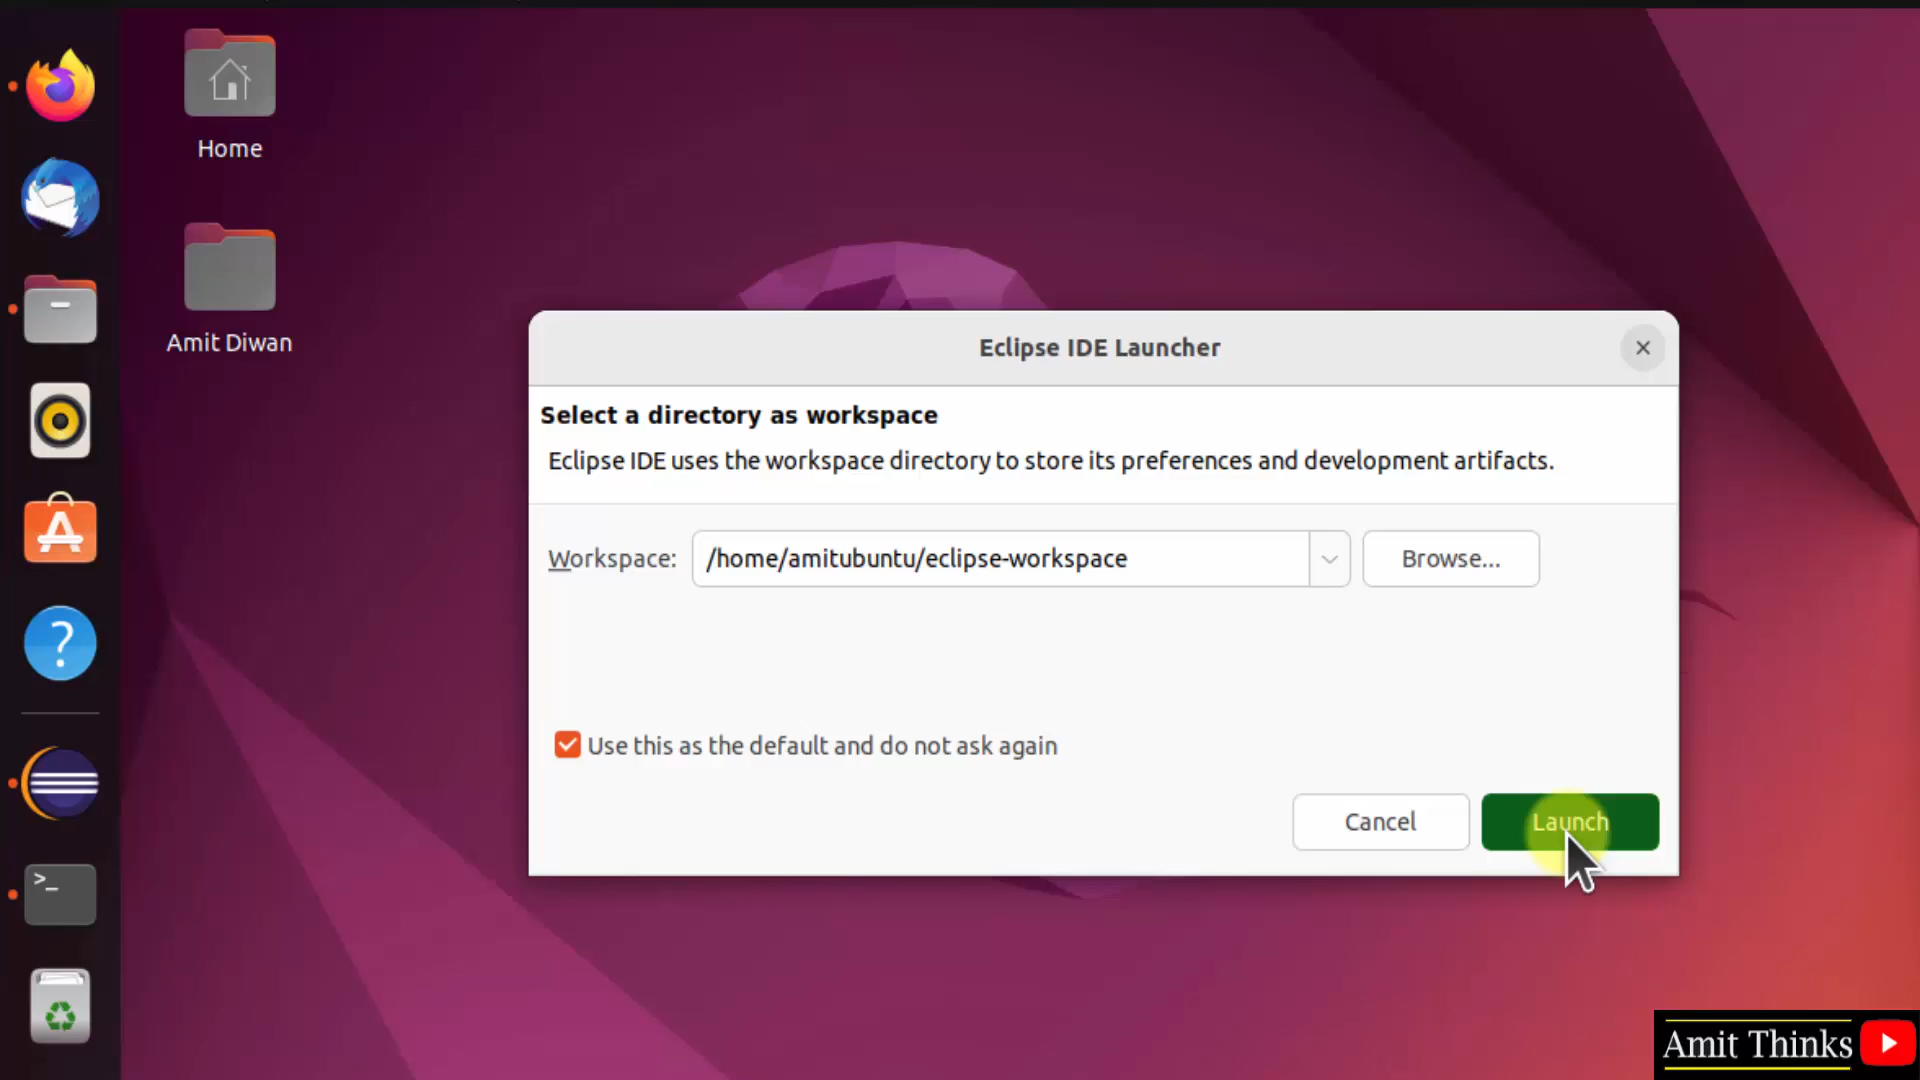 Home
Amit Diwan
Eclipse IDE Launcher
Select a directory as workspace
Eclipse IDE uses the workspace directory to store its preferences and development artifacts.
Workspace: /home/amitubuntu/eclipse-workspace Browse...
Use this as the default and do not ask again
Cancel Launch
Amit Thinks